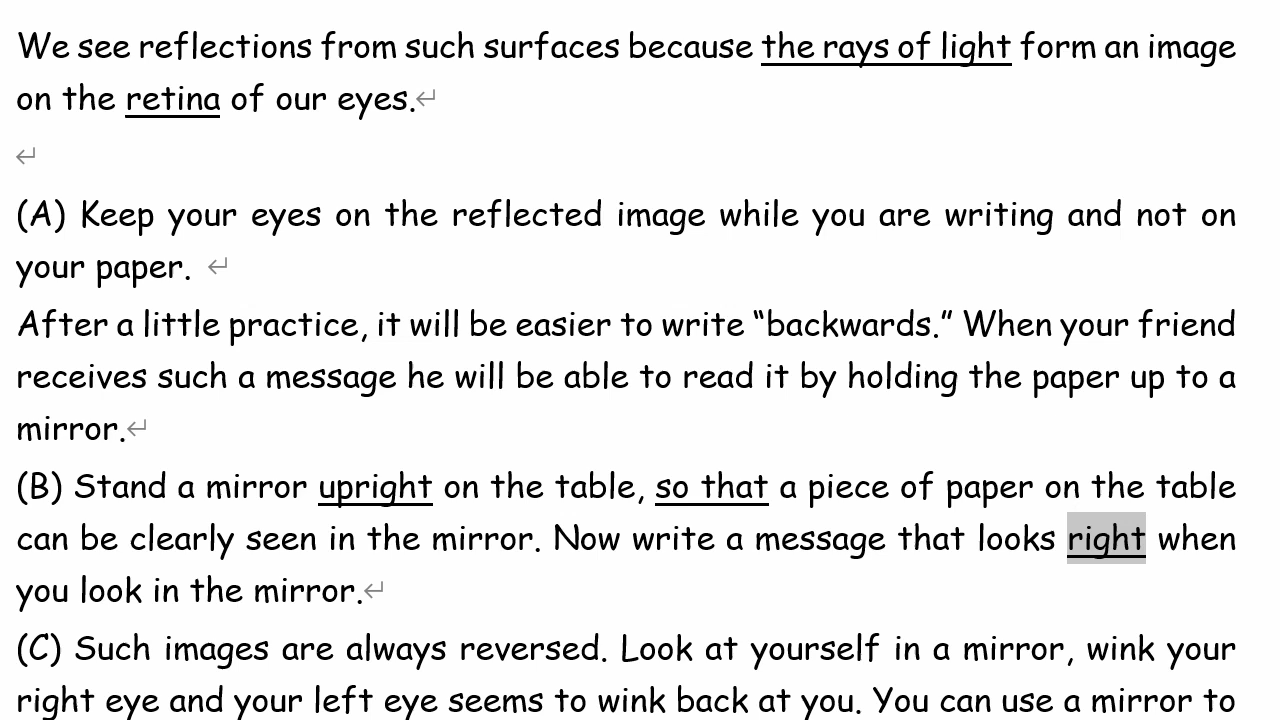 We see reflections from such surfaces because the rays of light form an image
on the retina of our eyes.↵
↵
(A) Keep your eyes on the reflected image while you are writing and not on
your paper. ↵
After a little practice, it will be easier to write “backwards.” When your friend
receives such a message he will be able to read it by holding the paper up to a
mirror.↵
(B) Stand a mirror upright on the table, so that a piece of paper on the table
can be clearly seen in the mirror. Now write a message that looks right when
you look in the mirror.↵
(C) Such images are always reversed. Look at yourself in a mirror, wink your
right eye and your left eye seems to wink back at you. You can use a mirror to